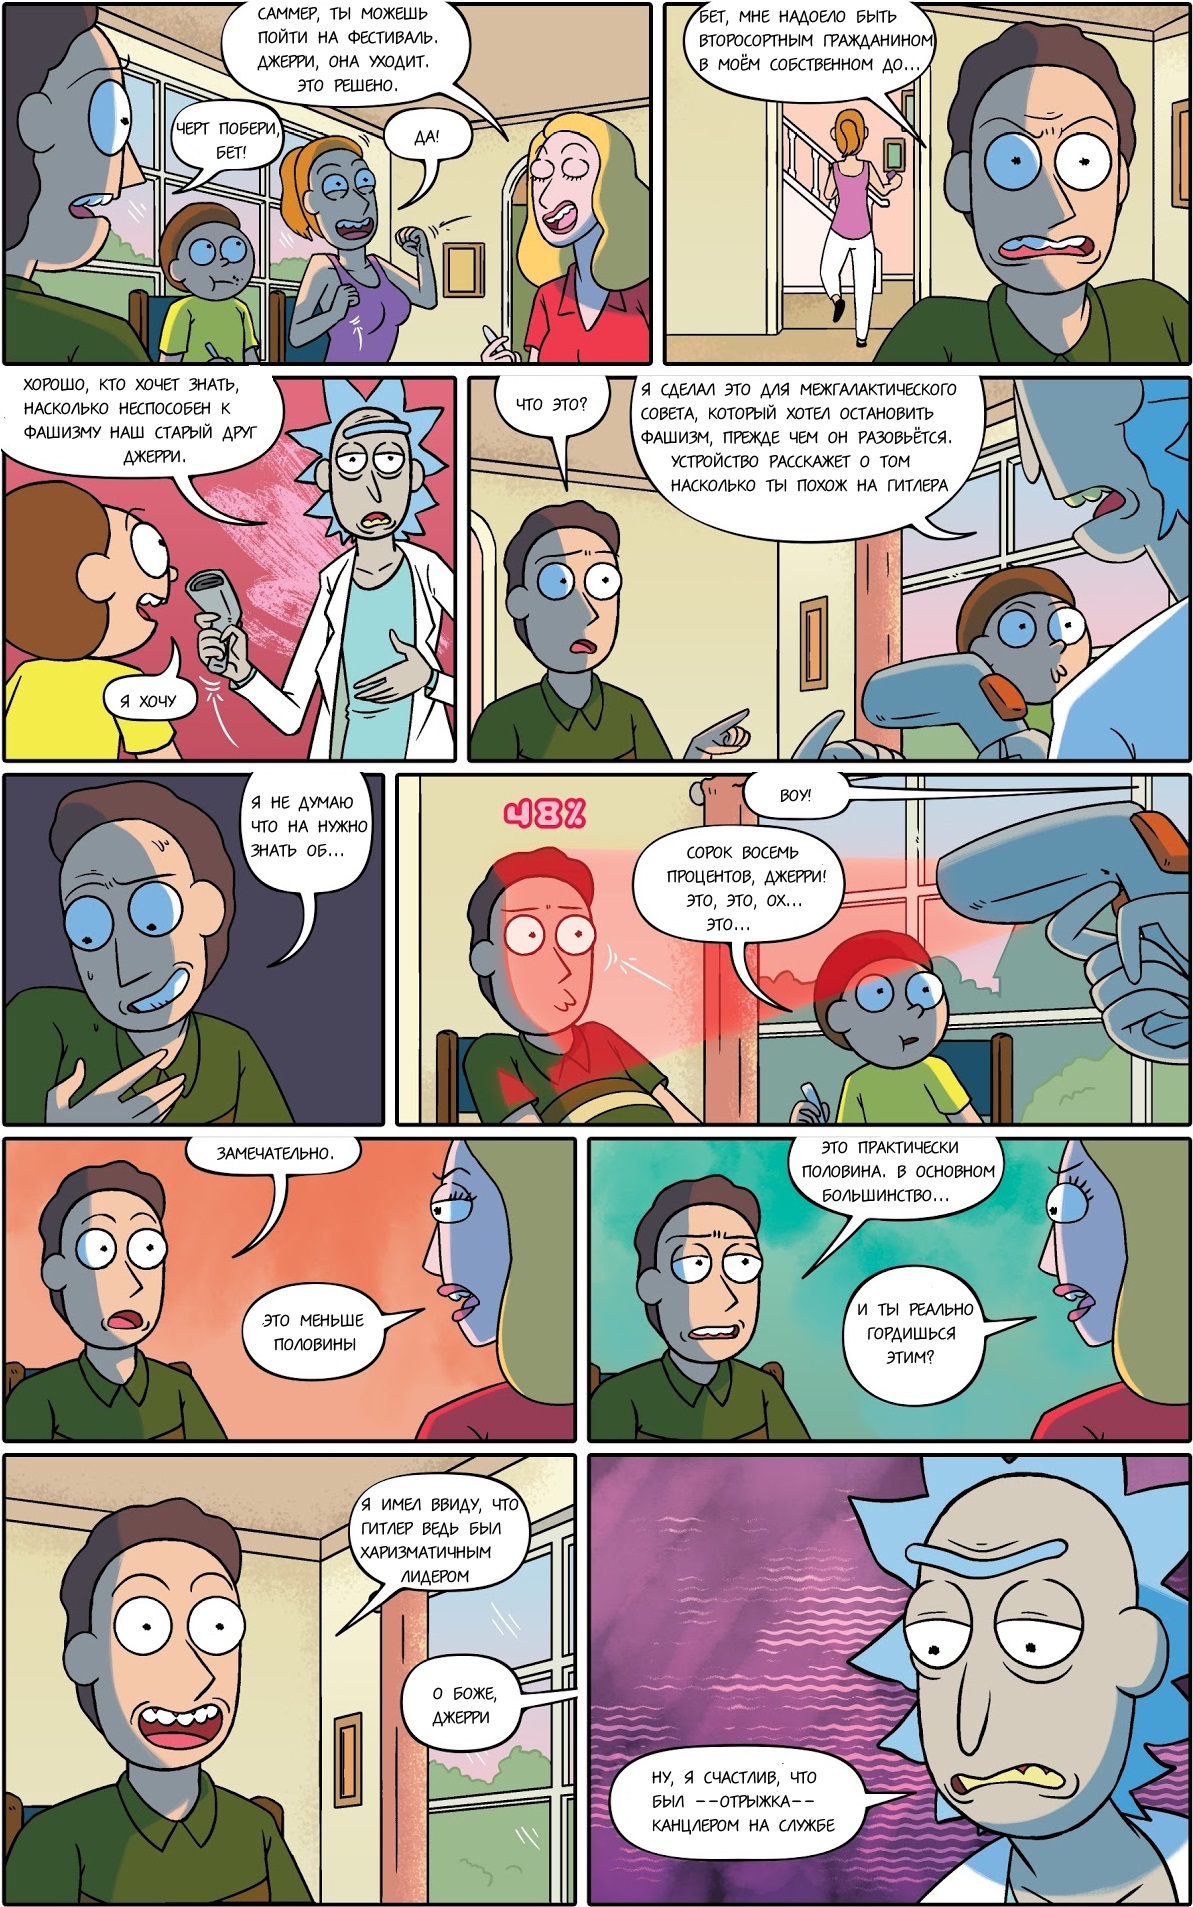 САММЕР, ТЫ МОЖЕШЬ
ПОЙТИ НА ФЕСТИВАЛЬ.
ДЖЕРРИ, ОНА УХОДИТ.
ЭТО РЕШЕНО.
ЧЕРТ ПОБЕРИ,
БЕТ!
ДА!
БЕТ, МНЕ НАДОЕЛО БЫТЬ
ВТОРОСОРТНЫМ ГРАЖДАНИНОМ
В МОЁМ СОБСТВЕННОМ ДО...
ХОРОШО, КТО ХОЧЕТ ЗНАТЬ,
НАСКОЛЬКО НЕСПОСОБЕН К
ФАШИЗМУ НАШ СТАРЫЙ ДРУГ
ДЖЕРРИ.
Я ХОЧУ
ЧТО ЭТО?
Я СДЕЛАЛ ЭТО ДЛЯ МЕЖГАЛАКТИЧЕСКОГО
СОВЕТА, КОТОРЫЙ ХОТЕЛ ОСТАНОВИТЬ
ФАШИЗМ, ПРЕЖДЕ ЧЕМ ОН РАЗОВЬЁТСЯ.
УСТРОЙСТВО РАССКАЖЕТ О ТОМ
НАСКОЛЬКО ТЫ ПОХОЖ НА ГИТЛЕРА
Я НЕ ДУМАЮ
ЧТО НА НУЖНО
ЗНАТЬ ОБ...
48%
ВОУ!
СОРОК ВОСЕМЬ
ПРОЦЕНТОВ, ДЖЕРРИ!
ЭТО, ЭТО, ОХ...
ЭТО...
ЗАМЕЧАТЕЛЬНО.
ЭТО МЕНЬШЕ
ПОЛОВИНЫ
ЭТО ПРАКТИЧЕСКИ
ПОЛОВИНА. В ОСНОВНОМ
БОЛЬШИНСТВО...
И ТЫ РЕАЛЬНО
ГОРДИШЬСЯ
ЭТИМ?
Я ИМЕЛ ВВИДУ, ЧТО
ГИТЛЕР ВЕДЬ БЫЛ
ХАРИЗМАТИЧНЫМ
ЛИДЕРОМ
О БОЖЕ,
ДЖЕРРИ
НУ, Я СЧАСТЛИВ, ЧТО
БЫЛ --ОТРЫЖКА--
КАНЦЛЕРОМ НА СЛУЖБЕ